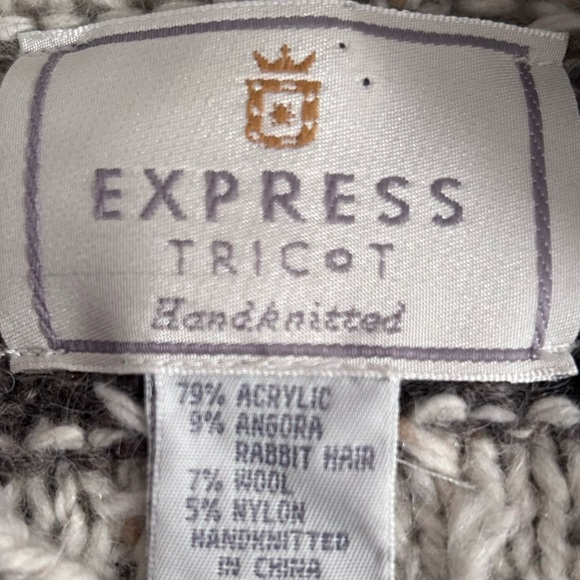 EXPRESS
TRICOT
Handknitted
79% ACRYLIC
9% ANGORA
RABBIT HAIR
7% WOOL
5% NYLON
HANDKNITTED
IN CHINA